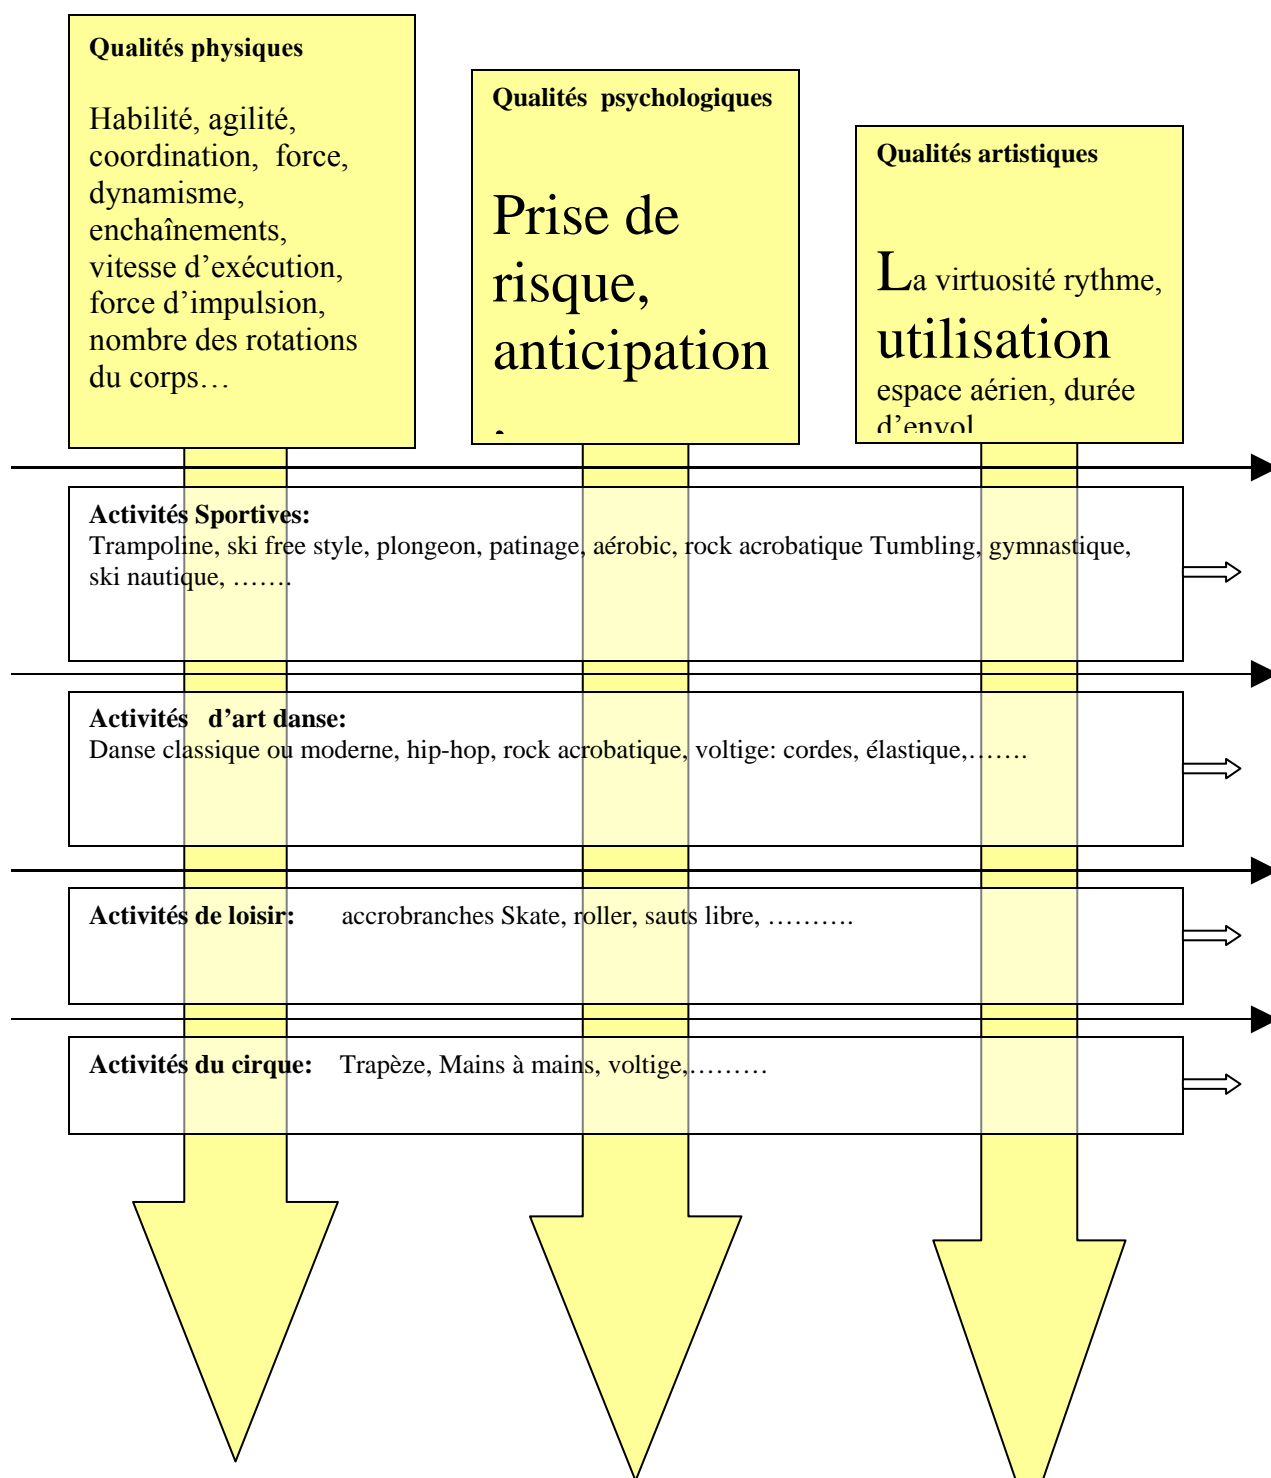 Qualités physiques
Habilité, agilité,
coordination, force,
dynamisme,
enchaînements,
vitesse d’exécution,
force d’impulsion,
nombre des rotations
du corps…
Qualités psychologiques
Prise de
risque,
anticipation
Qualités artistiques
La virtuosité rythme,
utilisation
espace aérien, durée
d’envol
Activités Sportives:
Trampoline, ski free style, plongeon, patinage, aérobic, rock acrobatique Tumbling, gymnastique,
ski nautique, …….
Activités d’art danse:
Danse classique ou moderne, hip-hop, rock acrobatique, voltige: cordes, élastique,…….
Activités de loisir: accrobranches Skate, roller, sauts libre, ……….
Activités du cirque: Trapèze, Mains à mains, voltige,………